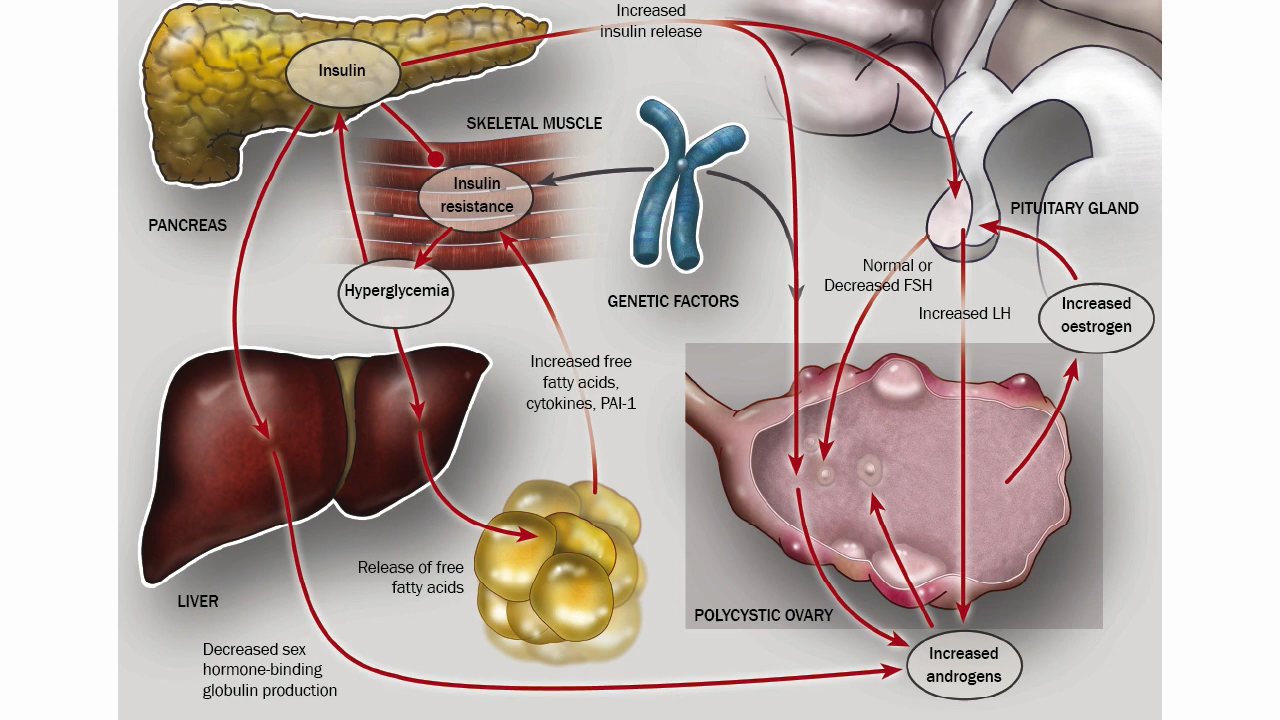 Increased
insulin release
Insulin
SKELETAL MUSCLE
Insulin
resistance
PANCREAS
PITUITARY GLAND
Hyperglycemia
GENETIC FACTORS
Normal or
Decreased FSH
Increased LH
Increased
oestrogen
Increased free
fatty acids,
cytokines, PAI-1
Release of free
fatty acids
LIVER
POLYCYSTIC OVARY
Decreased sex
hormone-binding
globulin production
Increased
androgens